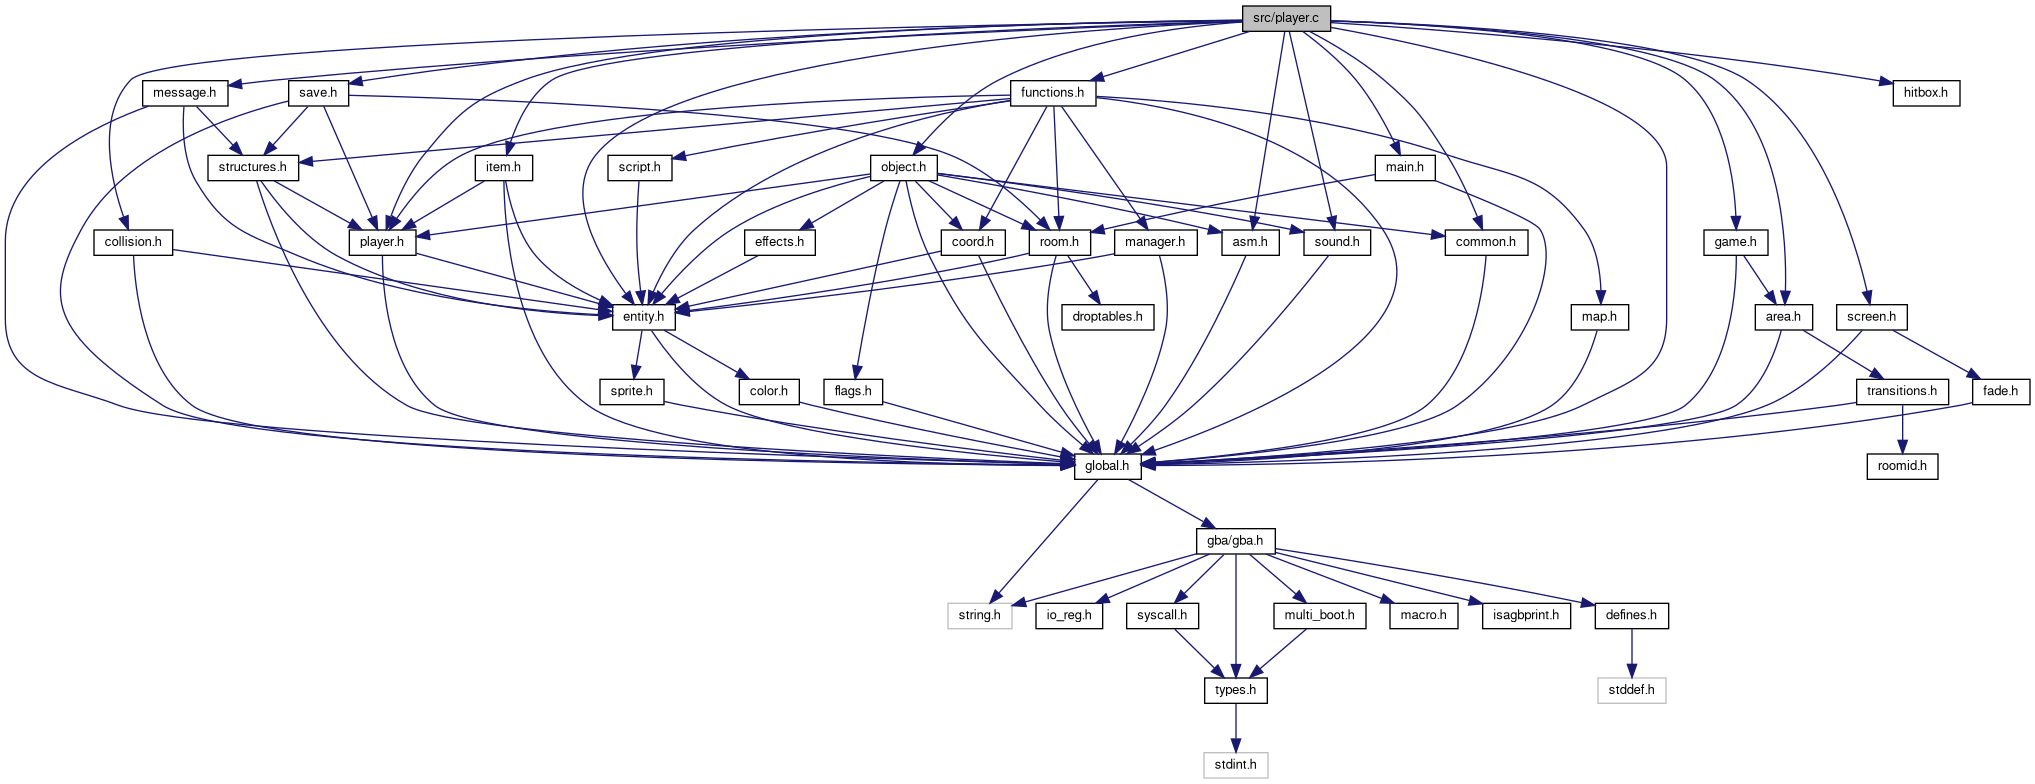 src/player.c
message.h
save.h
functions.h
hitbox.h
structures.h
item.h
script.h
object.h
main.h
collision.h
player.h
effects.h
coord.h
room.h
manager.h
asm.h
sound.h
common.h
game.h
entity.h
droptables.h
map.h
area.h
screen.h
sprite.h
color.h
flags.h
transitions.h
fade.h
global.h
roomid.h
gba/gba.h
string.h
io_reg.h
syscall.h
multi_boot.h
macro.h
isagbprint.h
defines.h
types.h
stddef.h
stdint.h